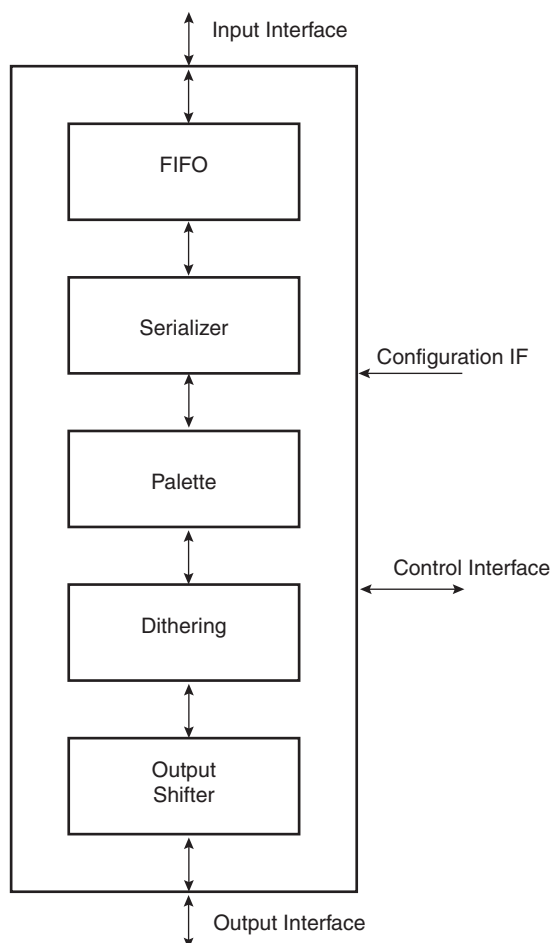 Input Interface
FIFO
Serializer
Configuration IF
Palette
Control Interface
Dithering
Output
Shifter
Output Interface